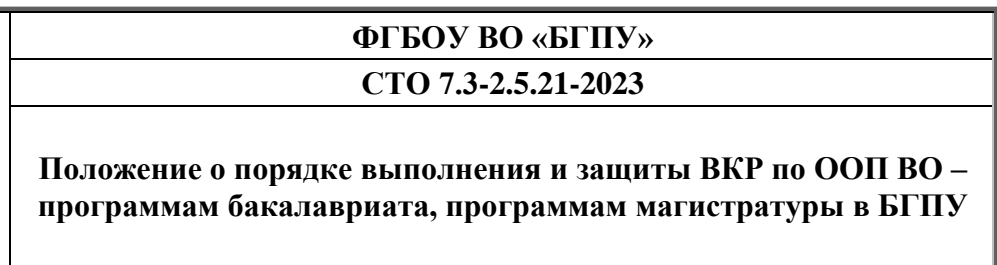 ФГБОУ ВО «БГПУ»
СТО 7.3-2.5.21-2023
Положение о порядке выполнения и защиты ВКР по ООП ВО –
программам бакалавриата, программам магистратуры в БГПУ